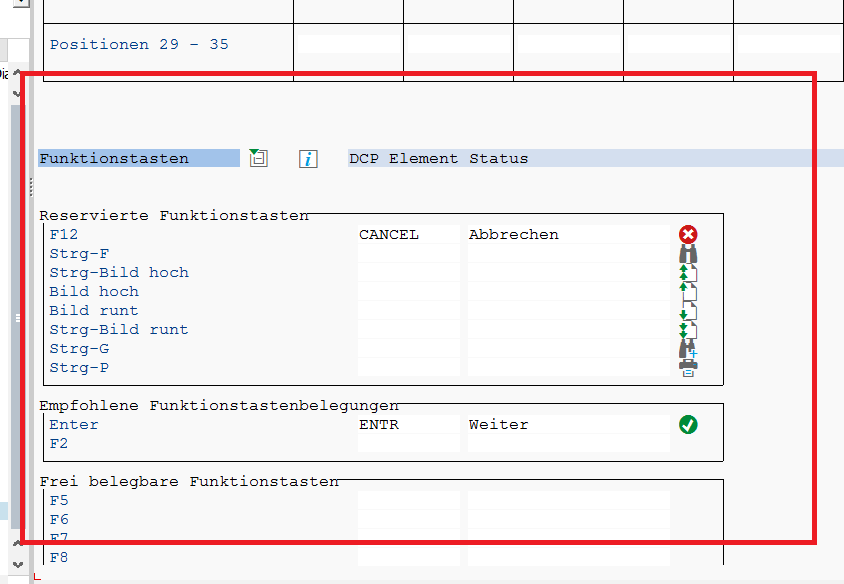 Positionen 29 - 35
Dia
Funktionstasten DCP Element Status
Reservierte Funktionstasten
F12 CANCEL Abbrechen
Strg-F
Strg-Bild hoch
Bild hoch
Bild runt
Strg-Bild runt
Strg-G
Strg-P
Empfohlene Funktionstastenbelegungen
Enter ENTR Weiter
F2
Frei belegbare Funktionstasten
F5
F6
F7
F8